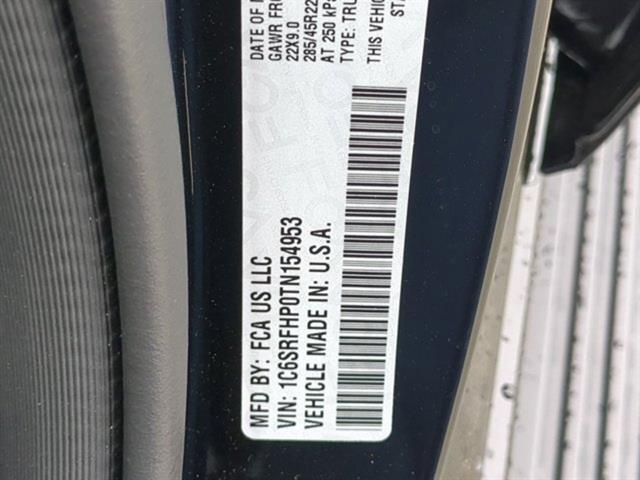 MFD BY: FCA US LLC
DATE OF
VIN: 1C6SRFHP0TN154953
GAWR FR
VEHICLE MADE IN: U.S.A.
22X9.0
285/45R22
AT 250 kPa
TYPE: TRU
THIS VEHIC
ST